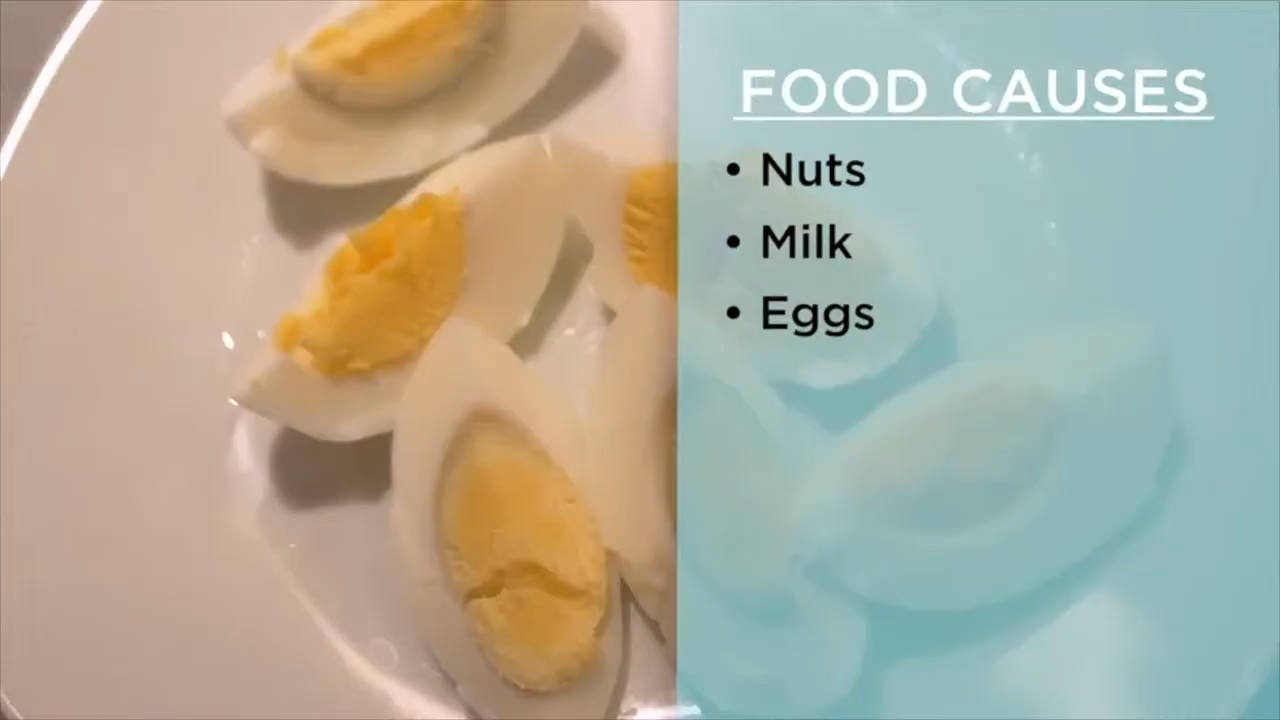 FOOD CAUSES
• Nuts
• Milk
• Eggs